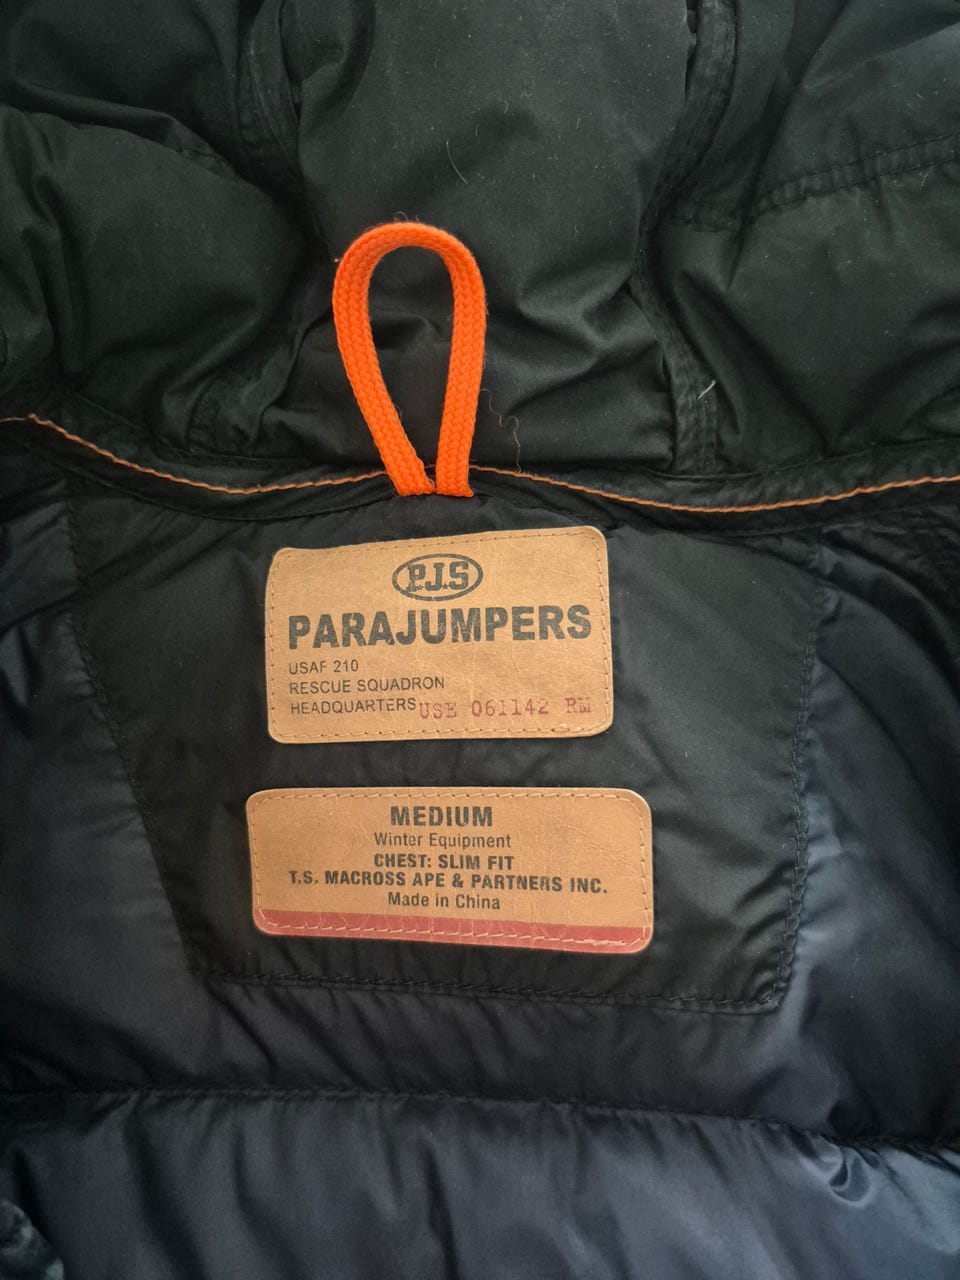 P.J.S
PARAJUMPERS
USAF 210
RESCUE SQUADRON
HEADQUARTERS USE 061142 RM
MEDIUM
Winter Equipment
CHEST: SLIM FIT
T.S. MACROSS APE & PARTNERS INC.
Made in China